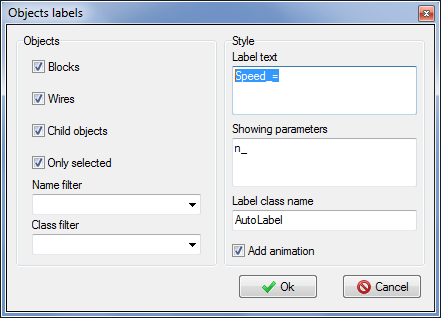 Objects labels
Objects
Blocks
Wires
Child objects
Only selected
Name filter
Class filter
Style
Label text
Speed_=
Showing parameters
n_
Label class name
AutoLabel
Add animation
Ok
Cancel